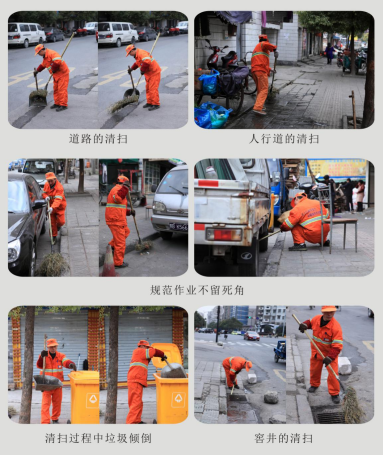 道路的清扫
人行道的清扫
规范作业不留死角
清扫过程中垃圾倾倒
窨井的清扫